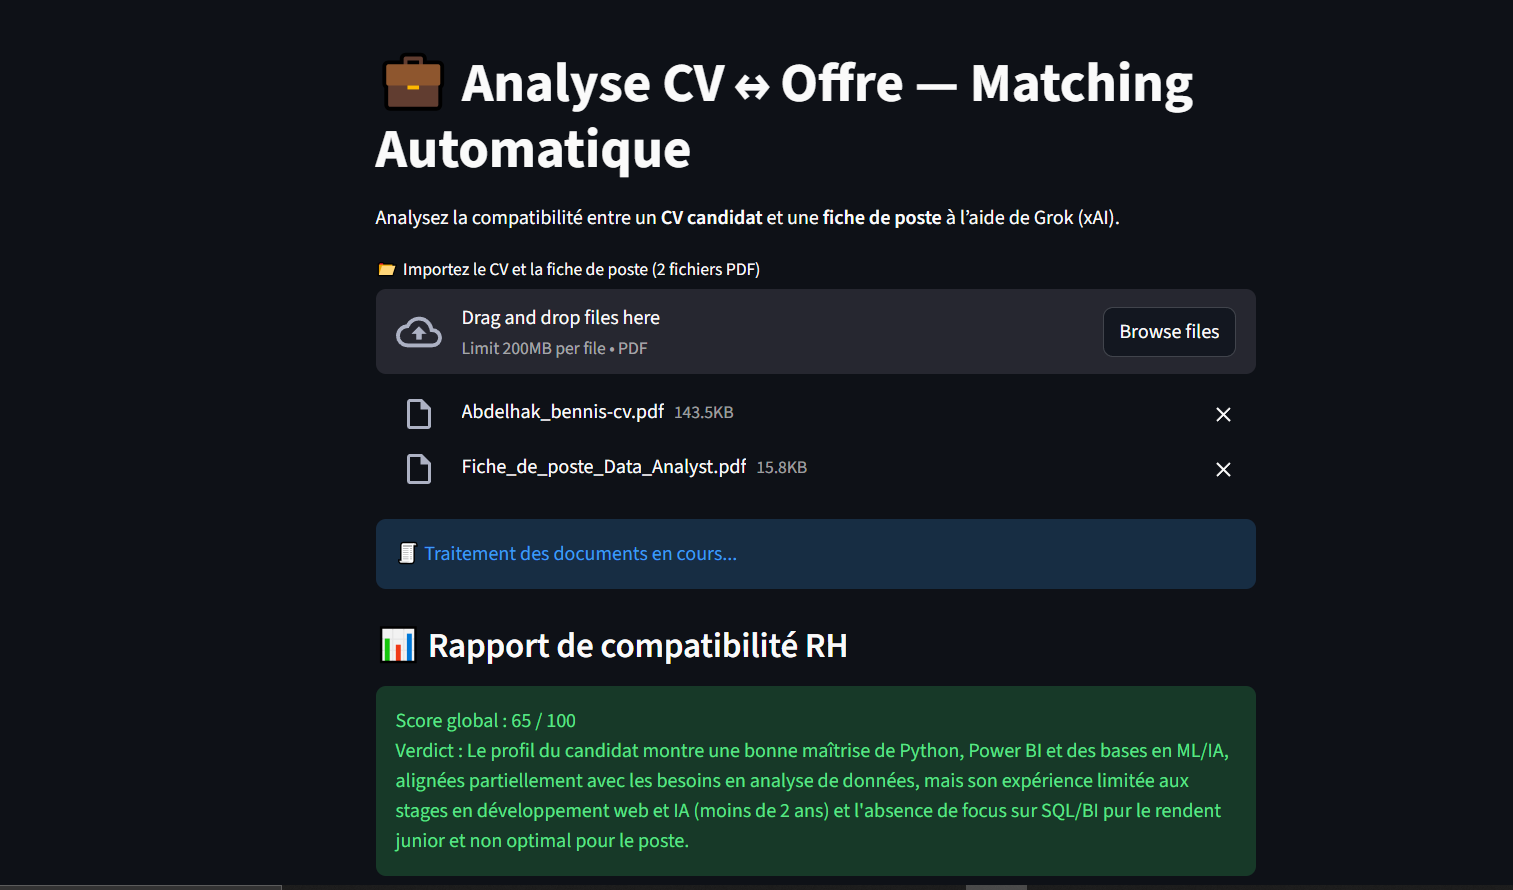 Analyse CV ↔ Offre — Matching
Automatique
Analysez la compatibilité entre un CV candidat et une fiche de poste à l’aide de Grok (xAI).
Importez le CV et la fiche de poste (2 fichiers PDF)
Drag and drop files here
Limit 200MB per file • PDF
Browse files
Abdelhak_bennis-cv.pdf 143.5KB
Fiche_de_poste_Data_Analyst.pdf 15.8KB
Traitement des documents en cours...
Rapport de compatibilité RH
Score global : 65 / 100
Verdict : Le profil du candidat montre une bonne maîtrise de Python, Power BI et des bases en ML/IA,
alignées partiellement avec les besoins en analyse de données, mais son expérience limitée aux
stages en développement web et IA (moins de 2 ans) et l'absence de focus sur SQL/BI pur le rendent
junior et non optimal pour le poste.